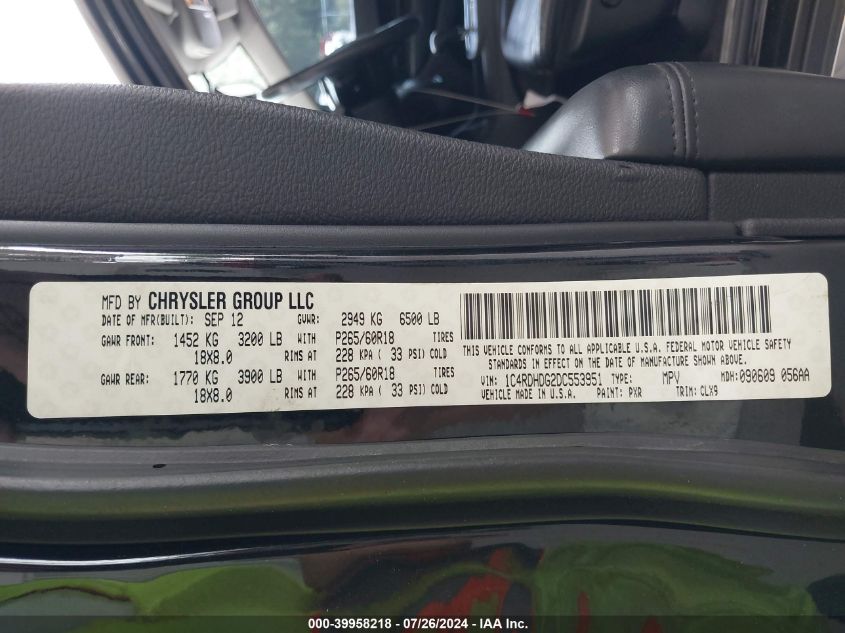 MFD BY CHRYSLER GROUP LLC
DATE OF MFR(BUILT): SEP 12 GVWR: 2949 KG 6500 LB
GAWR FRONT: 1452 KG 3200 LB WITH P265/60R18 TIRES
18X8.0 RIMS AT 228 KPA ( 33 PSI) COLD
GAWR REAR: 1770 KG 3900 LB WITH P265/60R18 TIRES
18X8.0 RIMS AT 228 KPA ( 33 PSI) COLD
THIS VEHICLE CONFORMS TO ALL APPLICABLE U.S.A. FEDERAL MOTOR VEHICLE SAFETY
STANDARDS IN EFFECT ON THE DATE OF MANUFACTURE SHOWN ABOVE.
VIN: 1C4RDHDG2DC553951 TYPE: MPV MDH: 090609 056AA
VEHICLE MADE IN U.S.A. PAINT: PXR TRIM: CLX9
000-39958218 - 07/26/2024 - IAA Inc.